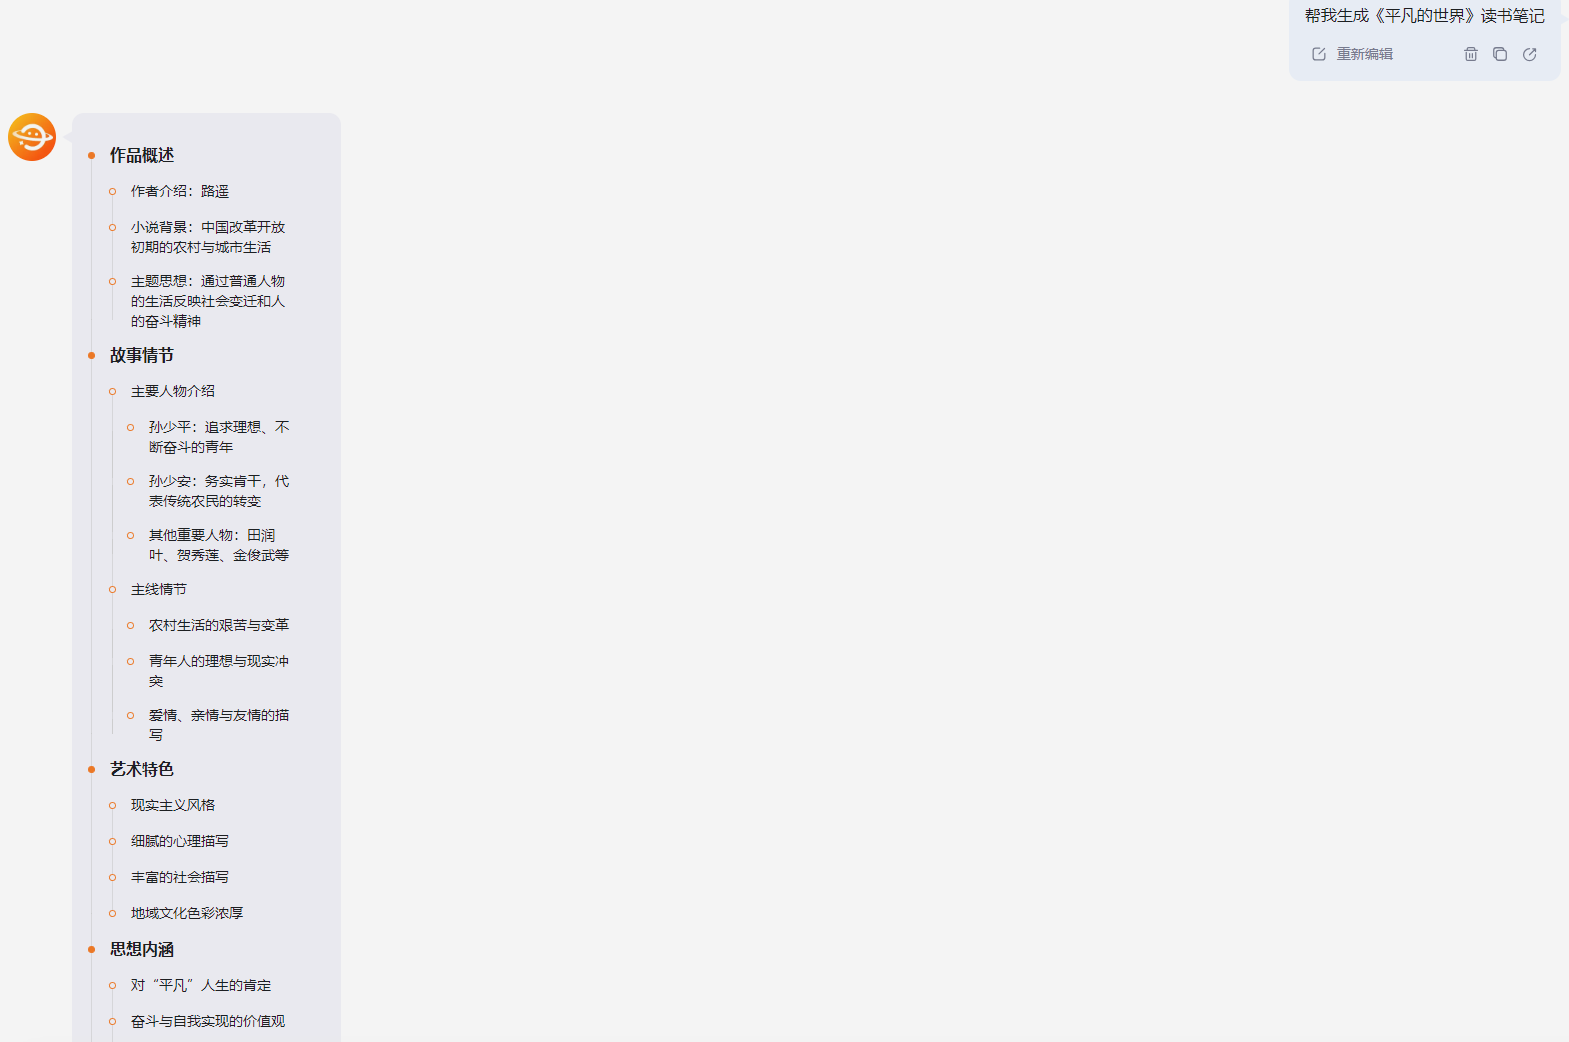 帮我生成《平凡的世界》读书笔记
重新编辑
作品概述
作者介绍：路遥
小说背景：中国改革开放
初期的农村与城市生活
主题思想：通过普通人物
的生活反映社会变迁和人
的奋斗精神
故事情节
主要人物介绍
孙少平：追求理想、不
断奋斗的青年
孙少安：务实肯干，代
表传统农民的转变
其他重要人物：田润
叶、贺秀莲、金俊武等
主线情节
农村生活的艰苦与变革
青年人的理想与现实冲
突
爱情、亲情与友情的描
写
艺术特色
现实主义风格
细腻的心理描写
丰富的社会描写
地域文化色彩浓厚
思想内涵
对“平凡”人生的肯定
奋斗与自我实现的价值观